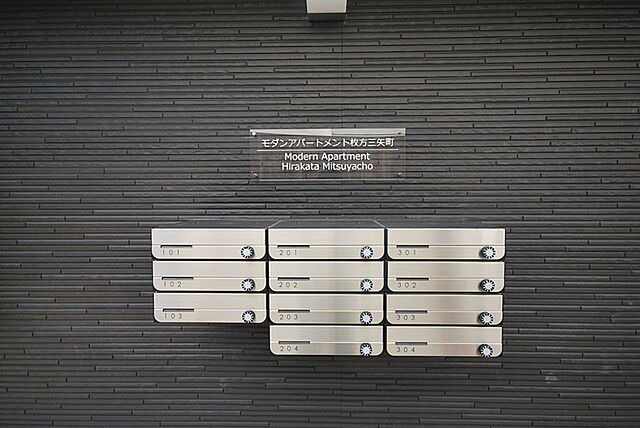 モダンアパートメント枚方三矢町
Modern Apartment
Hirakata Mitsuyacho
101 201 301
102 202 302
103 203 303
204 304